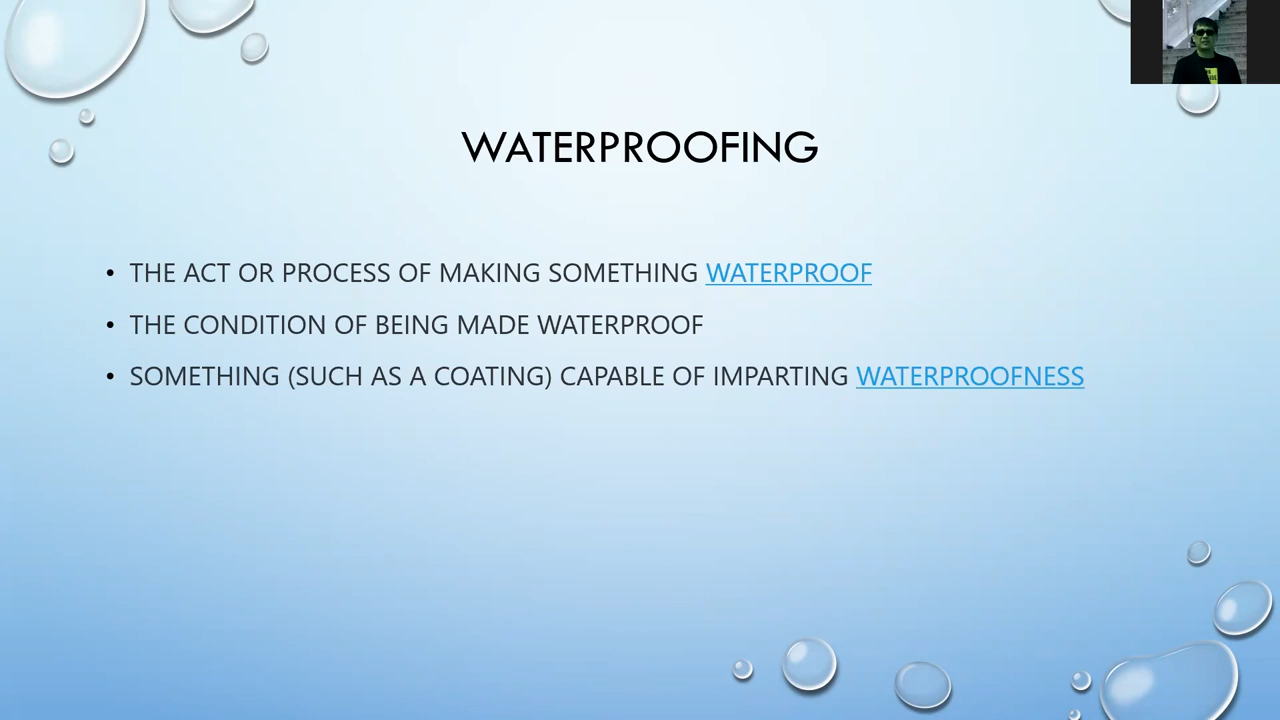 WATERPROOFING
• THE ACT OR PROCESS OF MAKING SOMETHING WATERPROOF
• THE CONDITION OF BEING MADE WATERPROOF
• SOMETHING (SUCH AS A COATING) CAPABLE OF IMPARTING WATERPROOFNESS